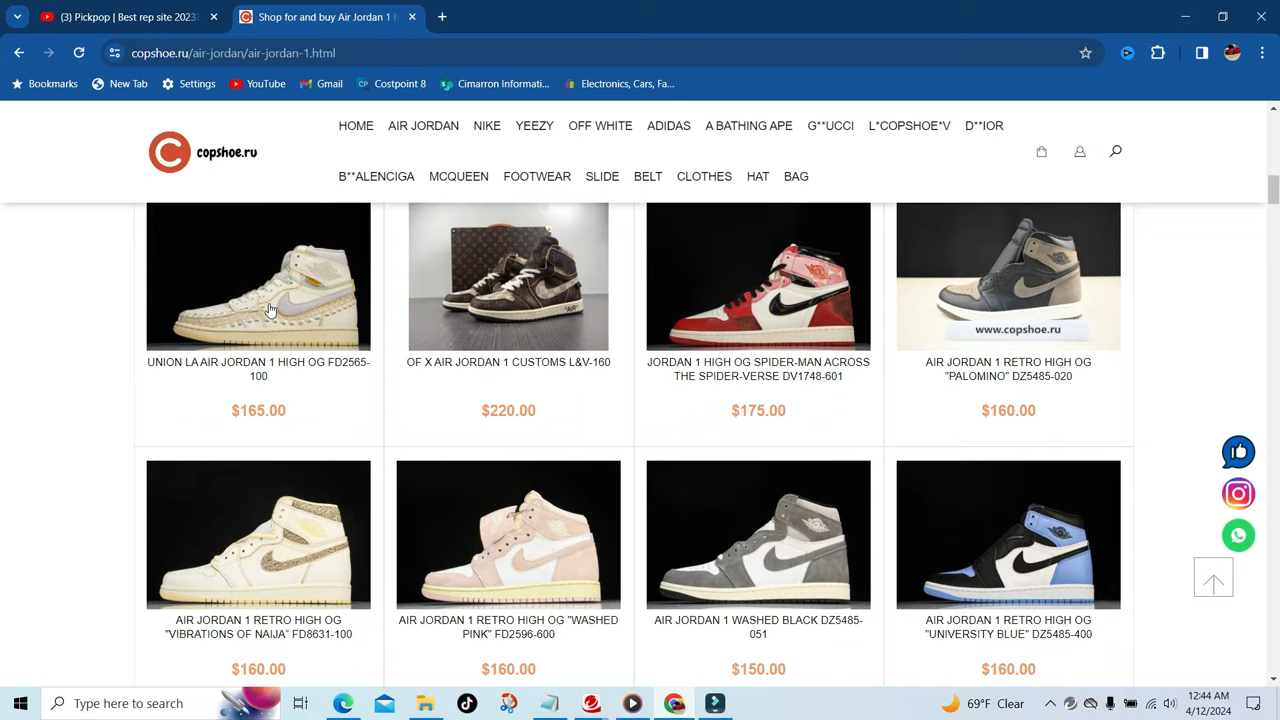 (3) Pickpop | Best rep site 2023
Shop for and buy Air Jordan 1
copshoe.ru/air-jordan/air-jordan-1.html
Bookmarks New Tab Settings YouTube Gmail Costpoint 8 Cimarron Informati... Electronics, Cars, Fa...
copshoe.ru
HOME AIR JORDAN NIKE YEEZY OFF WHITE ADIDAS A BATHING APE G**UCCI L*COPSHOE*V D**IOR
B**ALENCIGA MCQUEEN FOOTWEAR SLIDE BELT CLOTHES HAT BAG
www.copshoe.ru
UNION LA AIR JORDAN 1 HIGH OG FD2565-
100
$165.00
"AIR"
OF X AIR JORDAN 1 CUSTOMS L&V-160
$220.00
JORDAN 1 HIGH OG SPIDER-MAN ACROSS
THE SPIDER-VERSE DV1748-601
$175.00
AIR JORDAN 1 RETRO HIGH OG
"PALOMINO" DZ5485-020
$160.00
AIR JORDAN 1 RETRO HIGH OG
"VIBRATIONS OF NAIJA" FD8631-100
$160.00
AIR JORDAN 1 RETRO HIGH OG "WASHED
PINK" FD2596-600
$160.00
AIR JORDAN 1 WASHED BLACK DZ5485-
051
$150.00
AIR JORDAN 1 RETRO HIGH OG
"UNIVERSITY BLUE" DZ5485-400
$160.00
Type here to search
69°F Clear
12:44 AM
4/12/2024